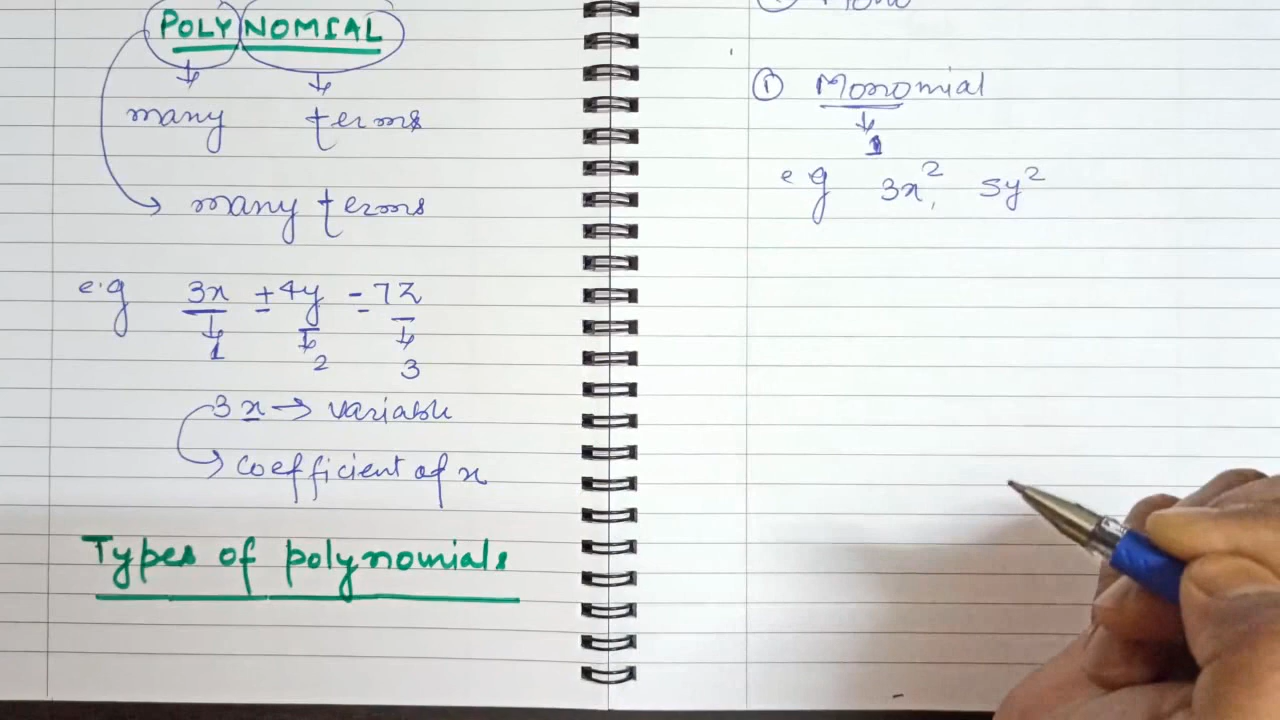 POLYNOMIAL
many terms
many terms
e.g 3x + 4y - 7z
1 2 3
3x → variable
coefficient of x
Types of polynomials
① Monomial
1
eg 3x², 5y²